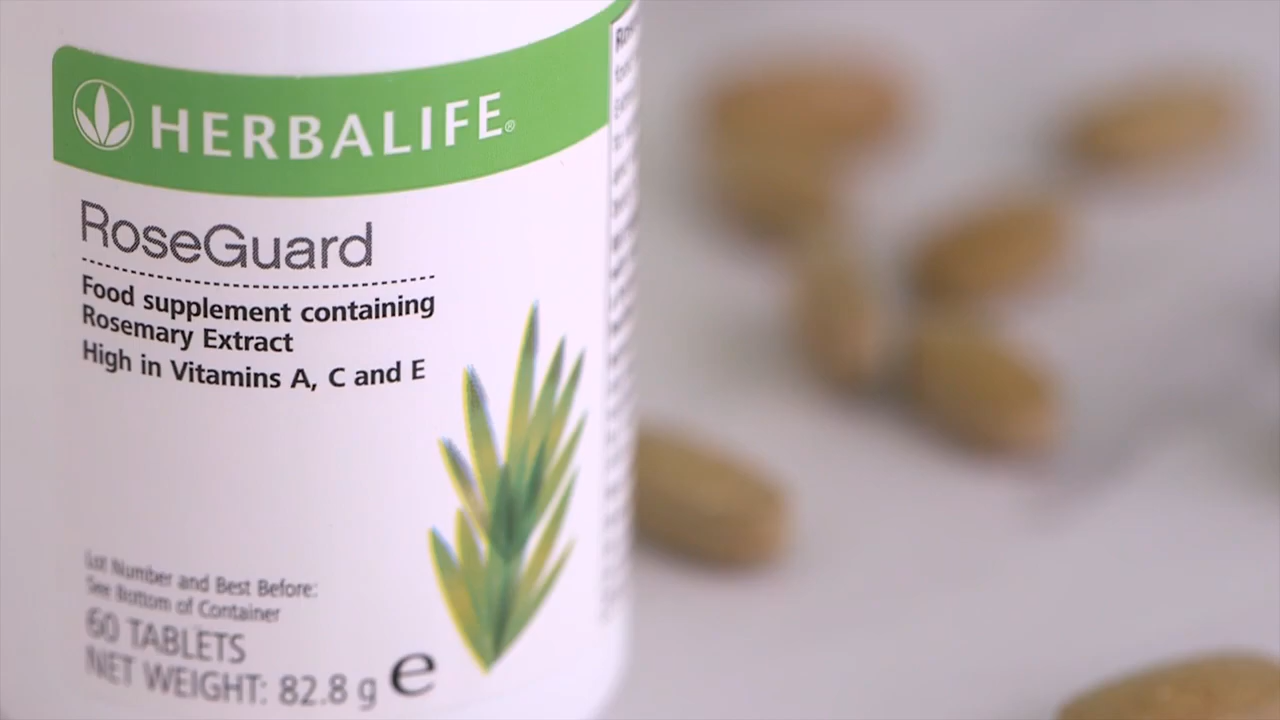 HERBALIFE®
RoseGuard
Food supplement containing
Rosemary Extract
High in Vitamins A, C and E
Lot Number and Best Before:
See Bottom of Container
60 TABLETS
NET WEIGHT: 82.8 g e